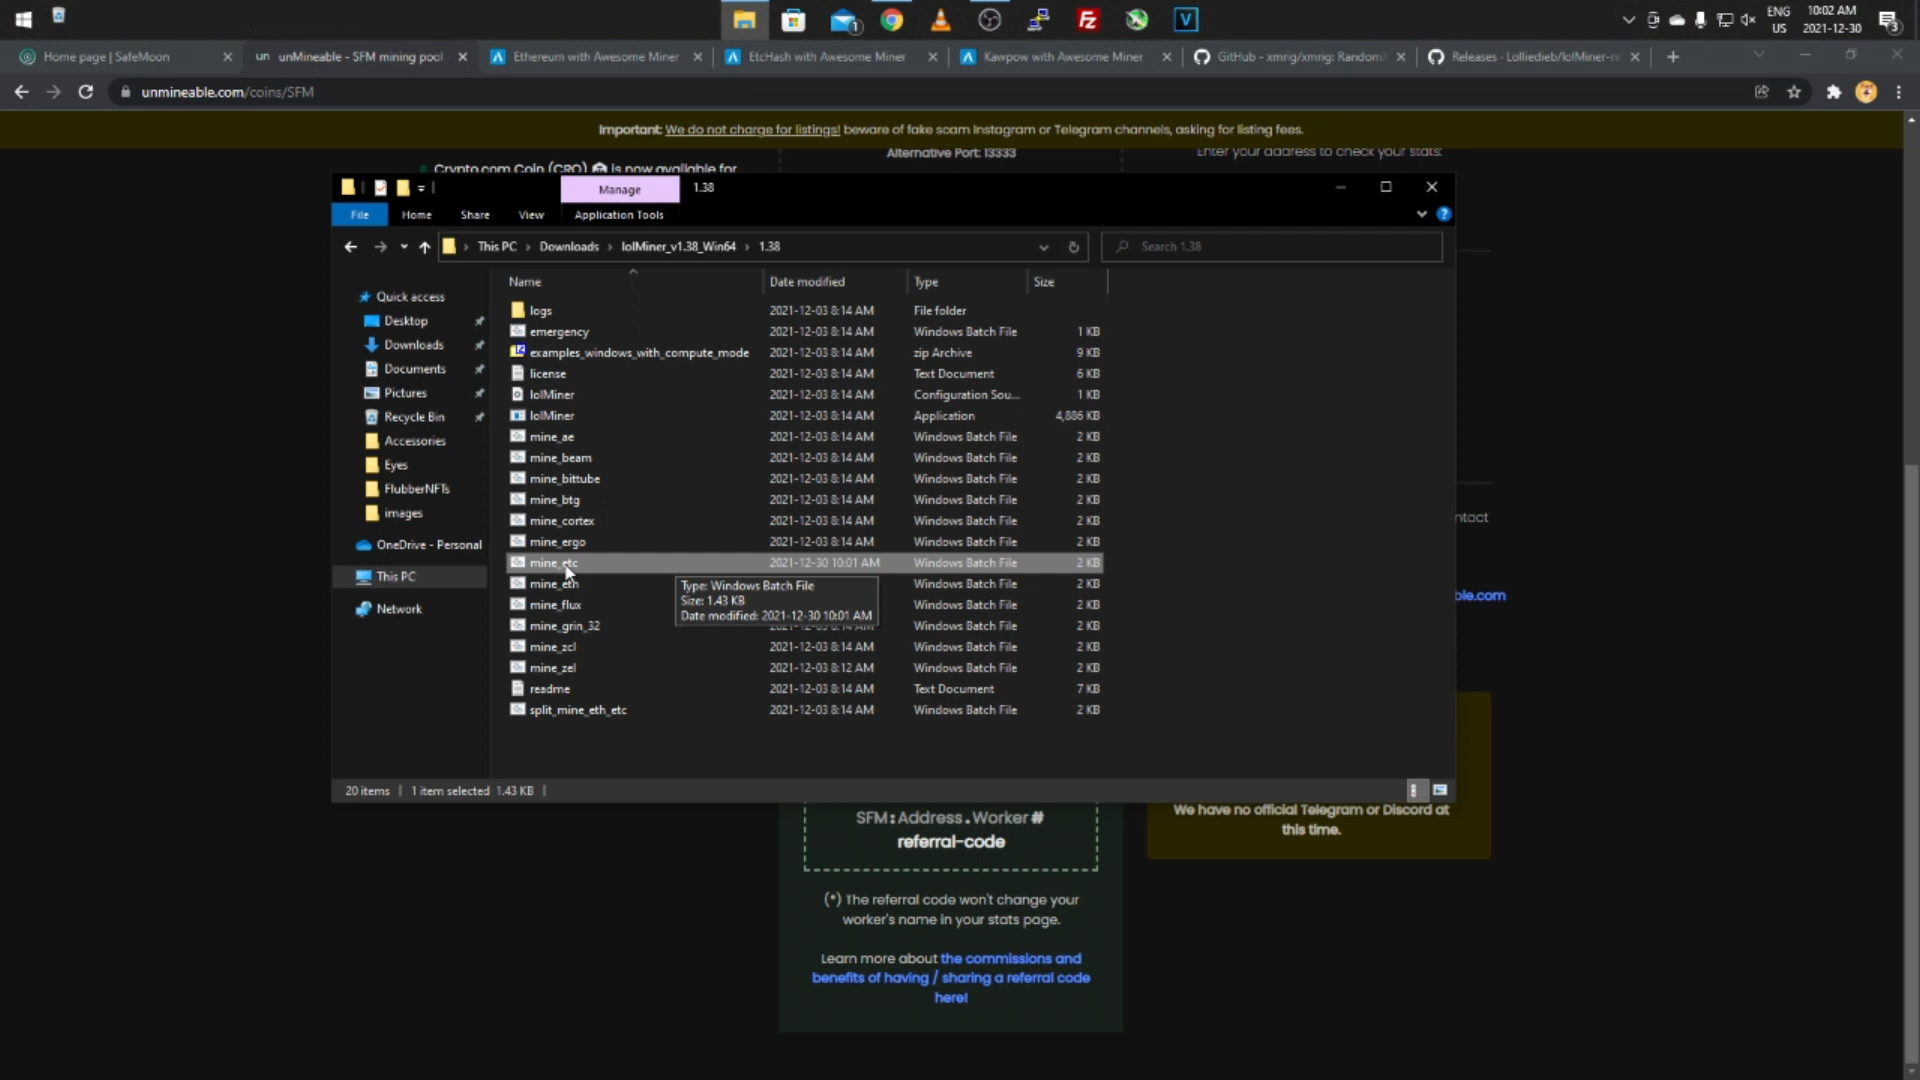 ENG
US
10:02 AM
2021-12-30
1
3
V
Home page | SafeMoon
un unMineable - SFM mining pool
Ethereum with Awesome Miner
EtcHash with Awesome Miner
Kawpow with Awesome Miner
GitHub - xmrig/xmrig: Random
Releases · Lolliedieb/lolMiner-re
unmineable.com/coins/SFM
Important: We do not charge for listings! beware of fake scam Instagram or Telegram channels, asking for listing fees.
Alternative Port: 13333
Enter your address to check your stats:
Crypto.com Coin (CRO) is now available for
Manage
1.38
File
Home
Share
View
Application Tools
This PC › Downloads › lolMiner_v1.38_Win64 › 1.38
Search 1.38
Name Date modified Type Size
logs 2021-12-03 8:14 AM File folder
emergency 2021-12-03 8:14 AM Windows Batch File 1 KB
examples_windows_with_compute_mode 2021-12-03 8:14 AM zip Archive 9 KB
license 2021-12-03 8:14 AM Text Document 6 KB
lolMiner 2021-12-03 8:14 AM Configuration Sou... 1 KB
lolMiner 2021-12-03 8:14 AM Application 4,886 KB
mine_ae 2021-12-03 8:14 AM Windows Batch File 2 KB
mine_beam 2021-12-03 8:14 AM Windows Batch File 2 KB
mine_bittube 2021-12-03 8:14 AM Windows Batch File 2 KB
mine_btg 2021-12-03 8:14 AM Windows Batch File 2 KB
mine_cortex 2021-12-03 8:14 AM Windows Batch File 2 KB
mine_ergo 2021-12-03 8:14 AM Windows Batch File 2 KB
mine_etc 2021-12-30 10:01 AM Windows Batch File 2 KB
mine_eth Windows Batch File 2 KB
mine_flux Windows Batch File 2 KB
mine_grin_32 2021-12-03 8:14 AM Windows Batch File 2 KB
mine_zcl 2021-12-03 8:14 AM Windows Batch File 2 KB
mine_zel 2021-12-03 8:12 AM Windows Batch File 2 KB
readme 2021-12-03 8:14 AM Text Document 7 KB
split_mine_eth_etc 2021-12-03 8:14 AM Windows Batch File 2 KB
Type: Windows Batch File
Size: 1.43 KB
Date modified: 2021-12-30 10:01 AM
Quick access
Desktop
Downloads
Documents
Pictures
Recycle Bin
Accessories
Eyes
FlubberNFTs
images
OneDrive - Personal
This PC
Network
20 items 1 item selected 1.43 KB
ntact
ble.com
SFM:Address.Worker#
referral-code
(*) The referral code won't change your
worker's name in your stats page.
Learn more about the commissions and
benefits of having / sharing a referral code
here!
We have no official Telegram or Discord at
this time.